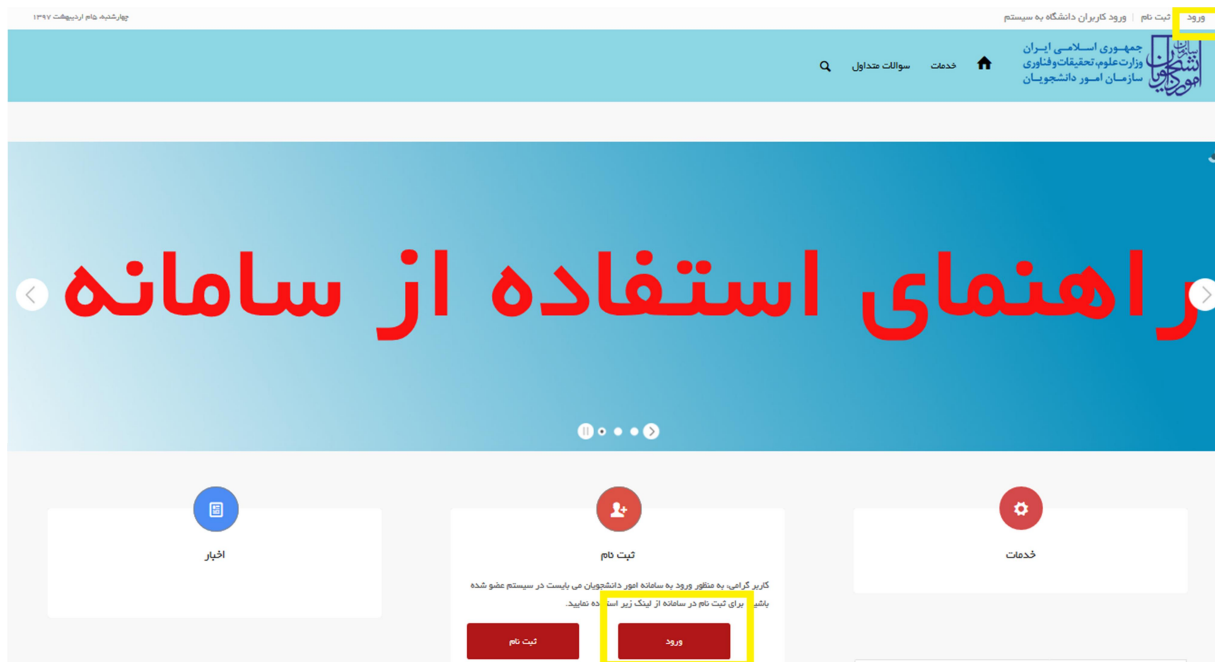 ورود | ثبت نام | ورود کاربران دانشگاه به سیستم
چهارشنبه، ۵ام اردیبهشت ۱۳۹۷
سازمان امور دانشجویان
جمهوری اسلامی ایران
وزارت علوم، تحقیقات و فناوری
سازمان امور دانشجویان
خدمات
سوالات متداول
راهنمای استفاده از سامانه
خدمات
ثبت نام
کاربر گرامی، به منظور ورود به سامانه امور دانشجویان می بایست در سیستم عضو شده
برای ثبت نام در سامانه از لینک زیر استفاده نمایید.
ورود
ثبت نام
اخبار